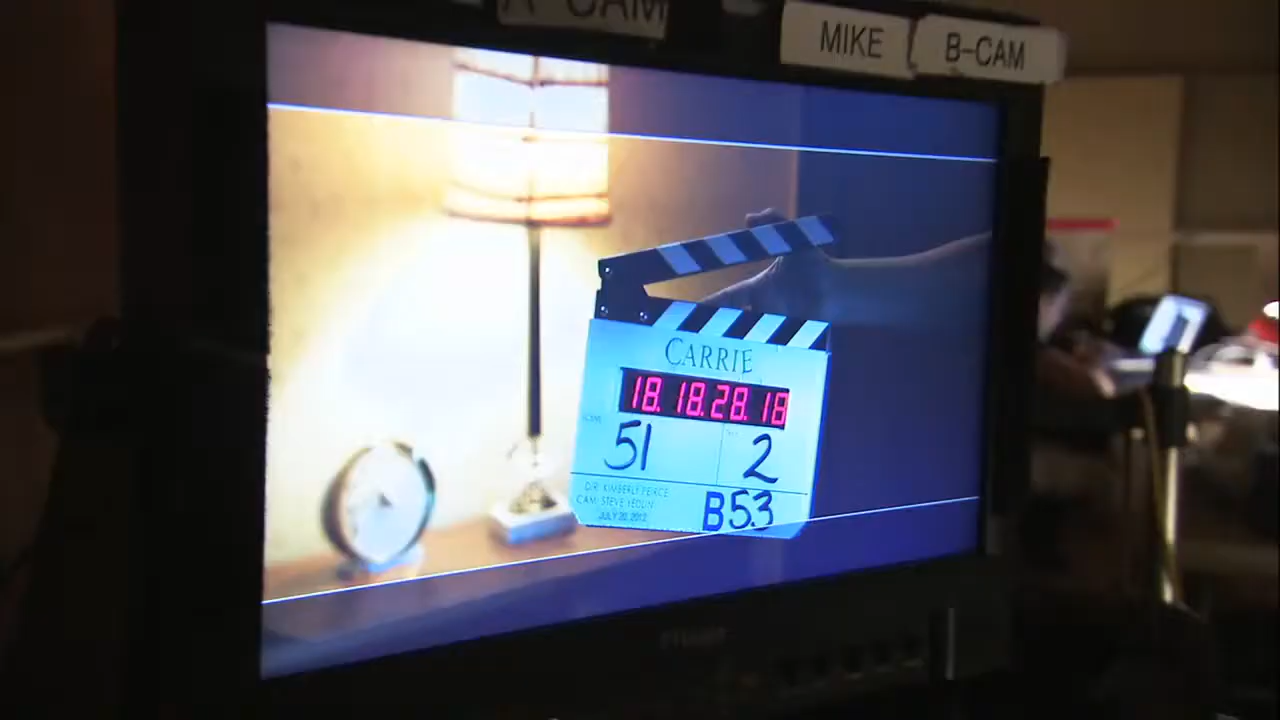 A-CAM
MIKE
B-CAM
CARRIE
18.18.28.18
51
2
DIR: KIMBERLY PEIRCE
CAM: STEVE YEDLIN
JULY 20, 2012
B53